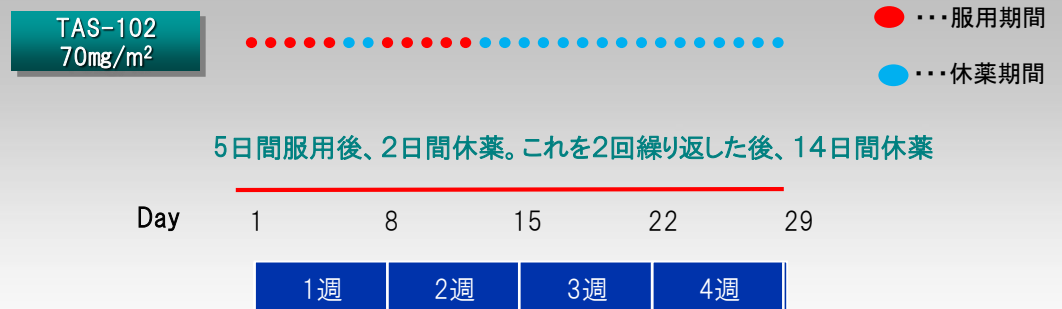 TAS-102
70㎎/m²
・・・服用期間
・・・休薬期間
5日間服用後、2日間休薬。これを2回繰り返した後、14日間休薬
Day 1 8 15 22 29
1週 2週 3週 4週